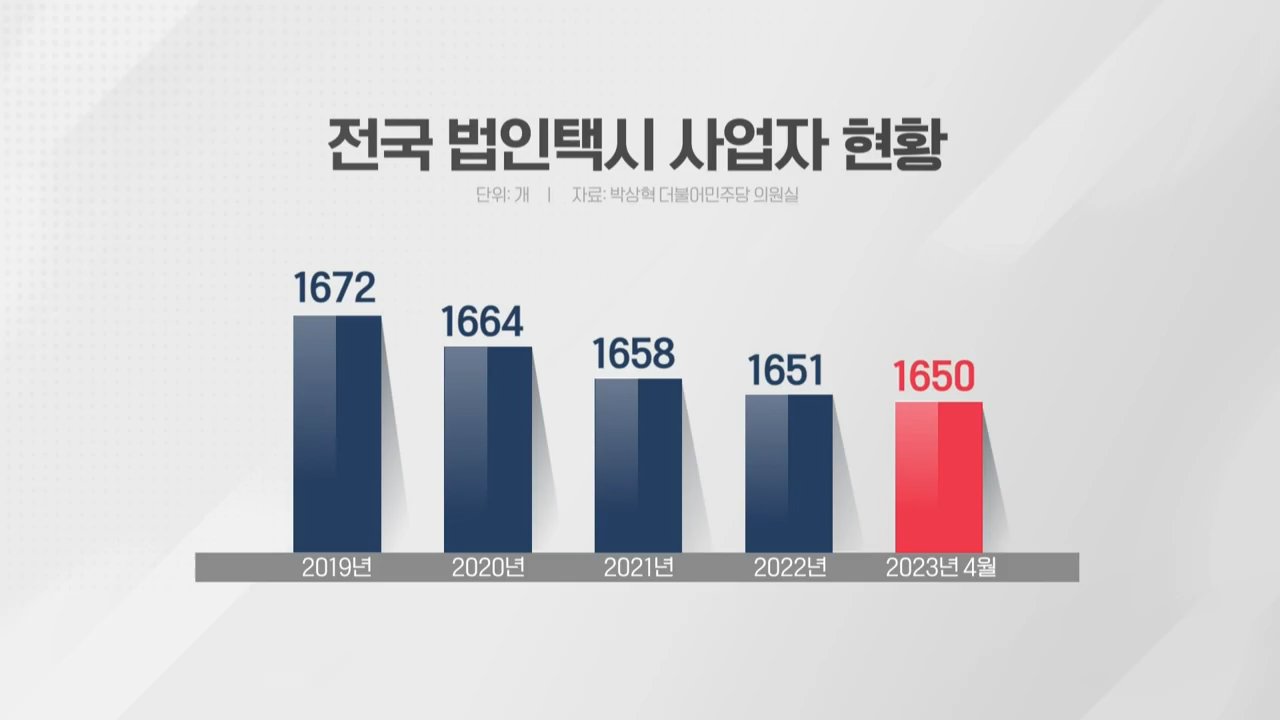 전국 법인택시 사업자 현황
단위: 개 | 자료: 박상혁 더불어민주당 의원실
1672
1664
1658
1651
1650
2019년
2020년
2021년
2022년
2023년 4월